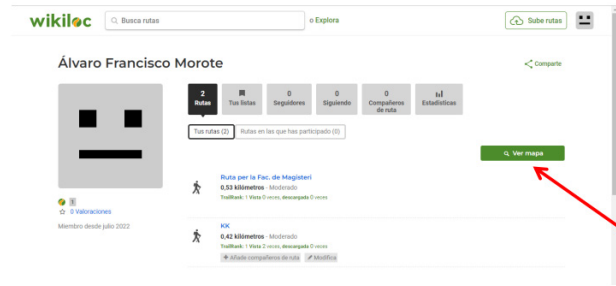 wikiloc
Busca rutas
o Explora
Sube rutas
Álvaro Francisco Morote
Comparte
2
Rutas
Tus listas
0
Seguidores
0
Siguiendo
0
Compañeros
de ruta
Estadísticas
Tus rutas (2)
Rutas en las que has participado (0)
Ver mapa
Ruta per la Fac. de Magisteri
0,53 kilómetros - Moderado
TrailRank: 1 Vista 0 veces, descargada 0 veces
1
0 Valoraciones
Miembro desde julio 2022
KK
0,42 kilómetros - Moderado
TrailRank: 1 Vista 2 veces, descargada 0 veces
Añade compañeros de ruta
Modifica